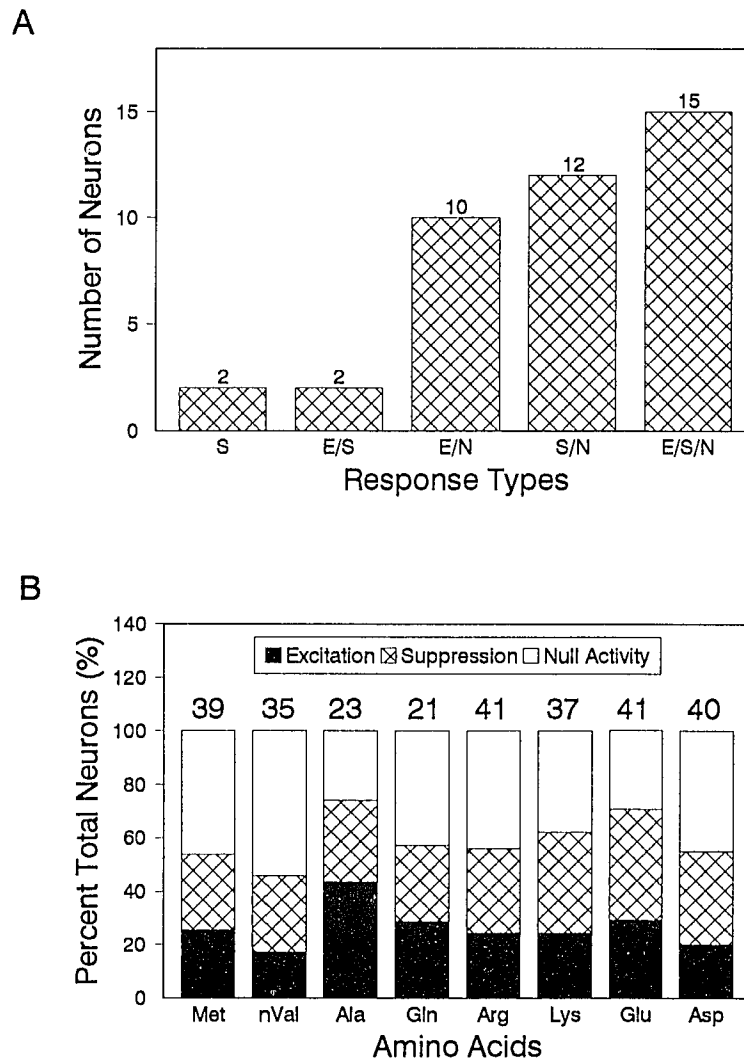 A
Number of Neurons
15
10
5
0
2
2
10
12
15
S E/S E/N S/N E/S/N
Response Types
B
Percent Total Neurons (%)
140
120
100
80
60
40
20
0
Excitation Suppression Null Activity
39 35 23 21 41 37 41 40
Met nVal Ala Gln Arg Lys Glu Asp
Amino Acids